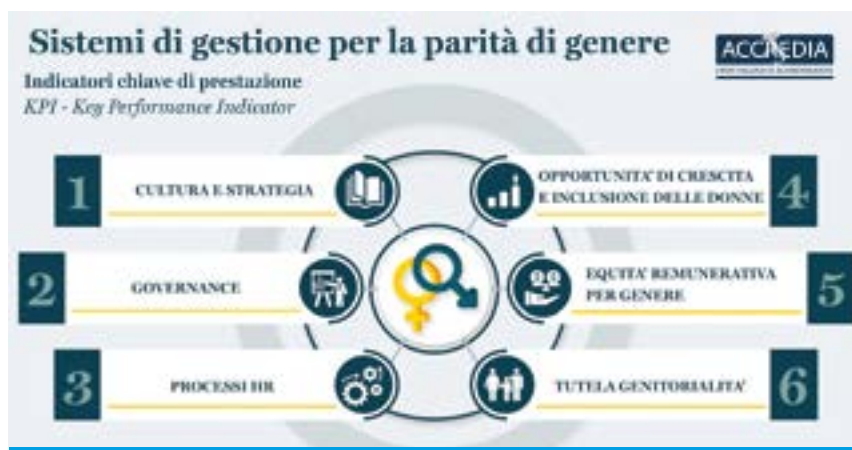 Sistemi di gestione per la parità di genere
ACCREDIA
Indicatori chiave di prestazione
KPI - Key Performance Indicator
1
CULTURA E STRATEGIA
2
GOVERNANCE
3
PROCESSI HR
4
OPPORTUNITA' DI CRESCITA
E INCLUSIONE DELLE DONNE
5
EQUITA' REMUNERATIVA
PER GENERE
6
TUTELA GENITORIALITA'